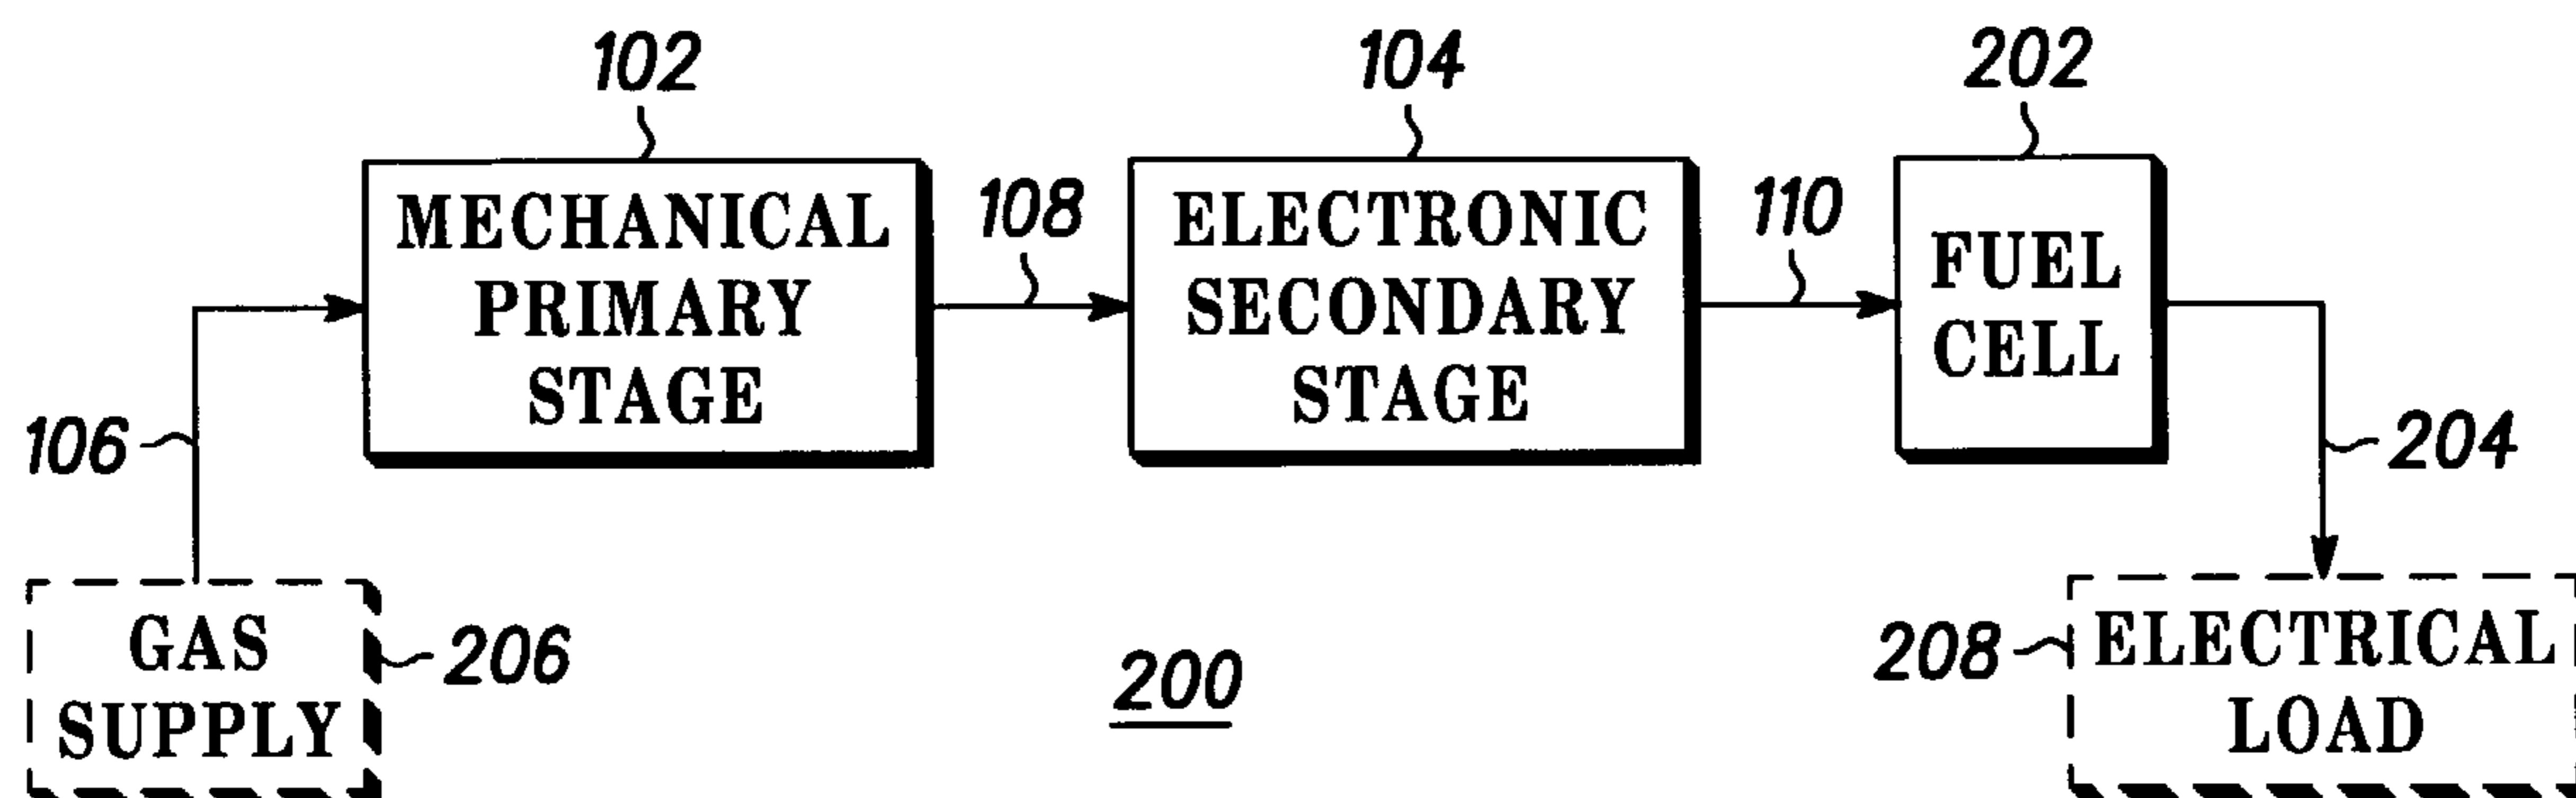 102
104
202
MECHANICAL
PRIMARY
STAGE
108
ELECTRONIC
SECONDARY
STAGE
110
FUEL
CELL
106
204
GAS
SUPPLY
206
200
208
ELECTRICAL
LOAD